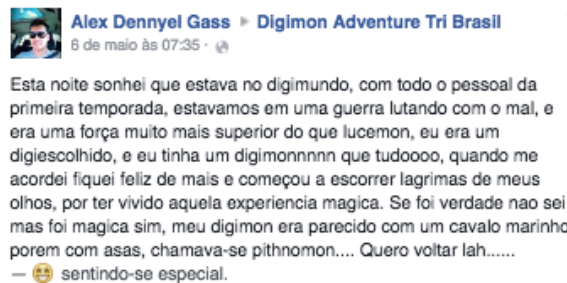 Alex Dennyel Gass ▸ Digimon Adventure Tri Brasil
6 de maio às 07:35 ·
Esta noite sonhei que estava no digimundo, com todo o pessoal da
primeira temporada, estavamos em uma guerra lutando com o mal, e
era uma força muito mais superior do que lucemon, eu era um
digiescolhido, e eu tinha um digimonnnnn que tudoooo, quando me
acordei fiquei feliz de mais e começou a escorrer lagrimas de meus
olhos, por ter vivido aquela experiencia magica. Se foi verdade nao sei
mas foi magica sim, meu digimon era parecido com um cavalo marinho
porem com asas, chamava-se pithnomon.... Quero voltar lah......
— 😁 sentindo-se especial.